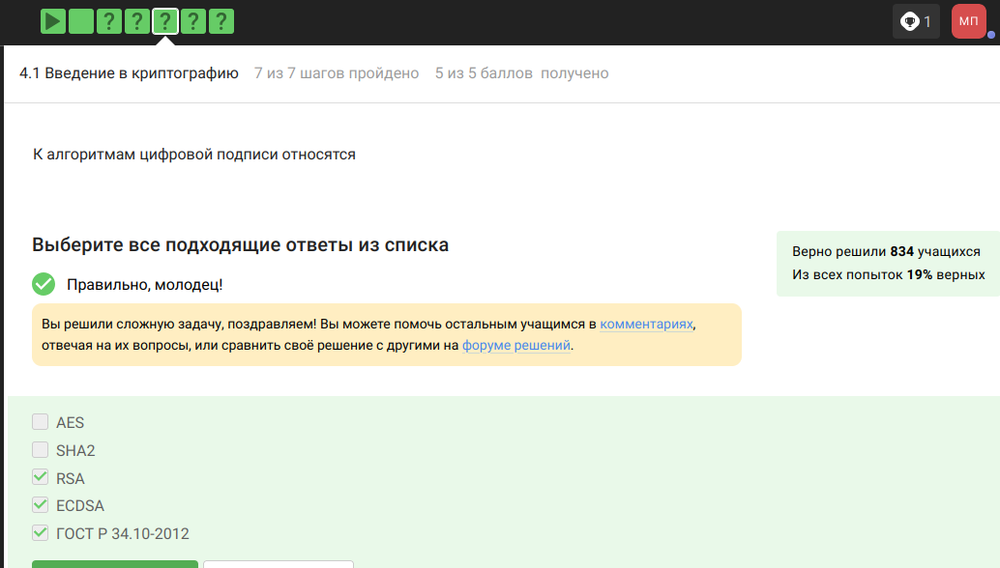 ? ? ? ? ? 1 МП
4.1 Введение в криптографию 7 из 7 шагов пройдено 5 из 5 баллов получено
К алгоритмам цифровой подписи относятся
Выберите все подходящие ответы из списка
Верно решили 834 учащихся
Из всех попыток 19% верных
Правильно, молодец!
Вы решили сложную задачу, поздравляем! Вы можете помочь остальным учащимся в комментариях,
отвечая на их вопросы, или сравнить своё решение с другими на форуме решений.
AES
SHA2
RSA
ECDSA
ГОСТ Р 34.10-2012